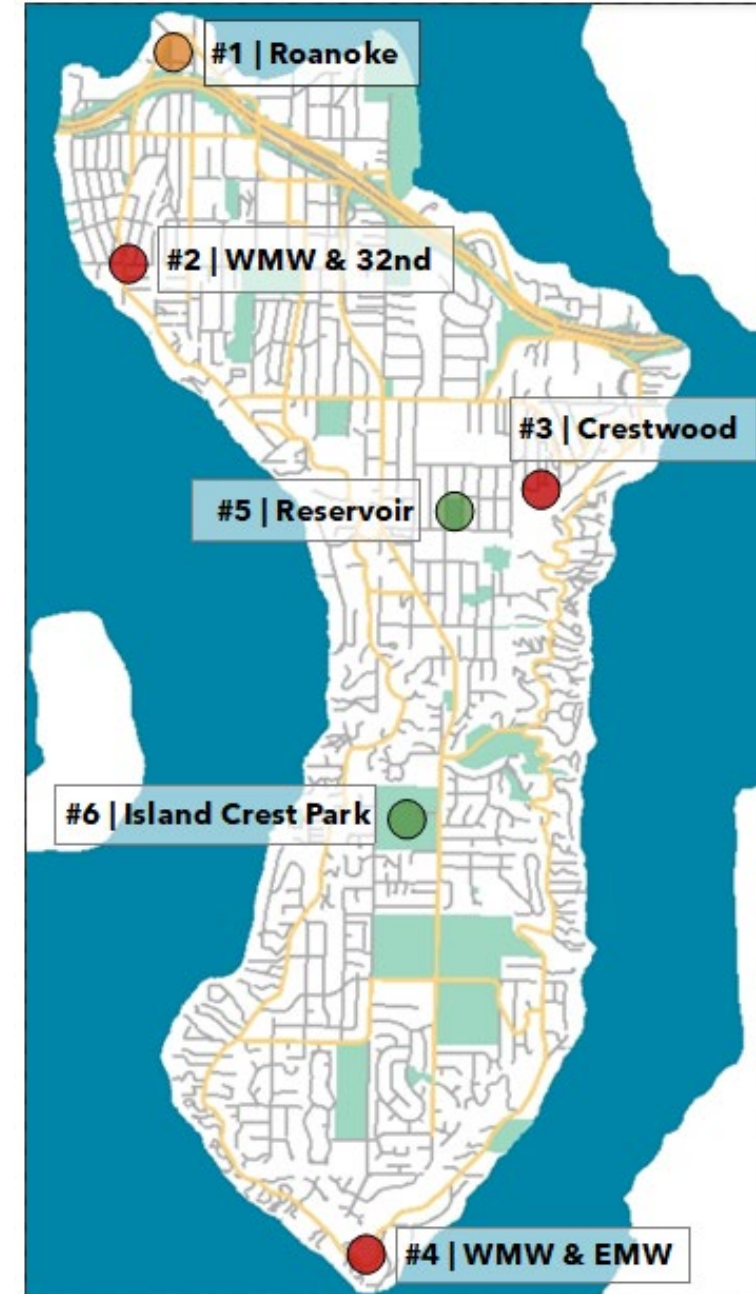 #1 | Roanoke
#2 | WMW & 32nd
#3 | Crestwood
#5 | Reservoir
#6 | Island Crest Park
#4 | WMW & EMW